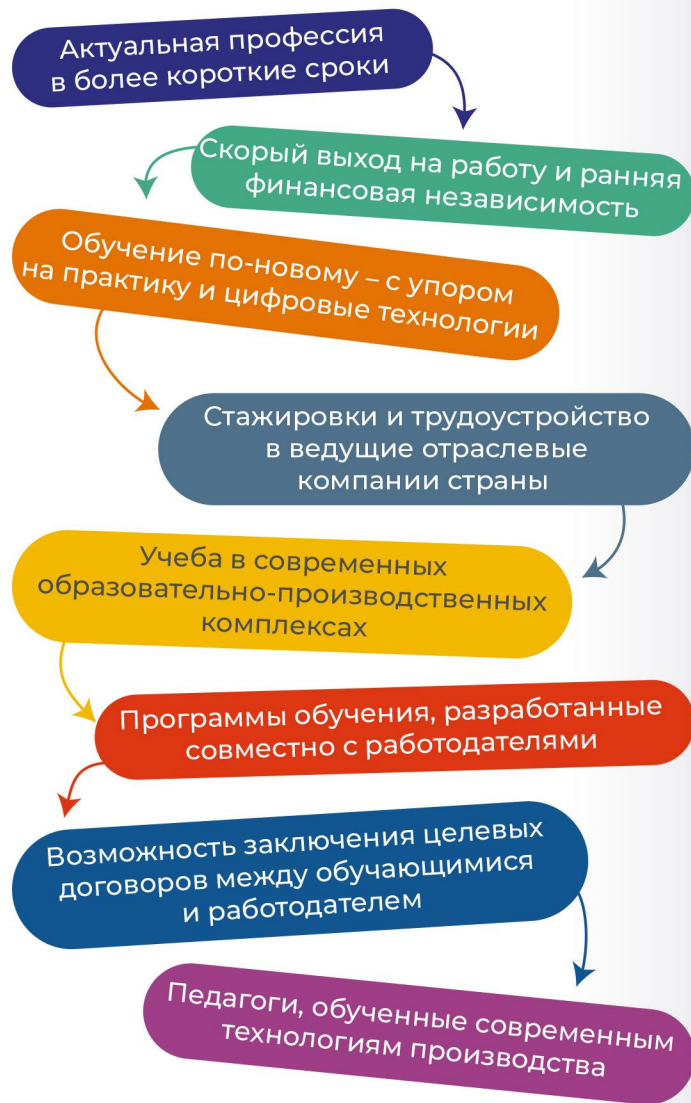 Актуальная профессия
в более короткие сроки
Скорый выход на работу и ранняя
финансовая независимость
Обучение по-новому – с упором
на практику и цифровые технологии
Стажировки и трудоустройство
в ведущие отраслевые
компании страны
Учеба в современных
образовательно-производственных
комплексах
Программы обучения, разработанные
совместно с работодателями
Возможность заключения целевых
договоров между обучающимися
и работодателем
Педагоги, обученные современным
технологиям производства